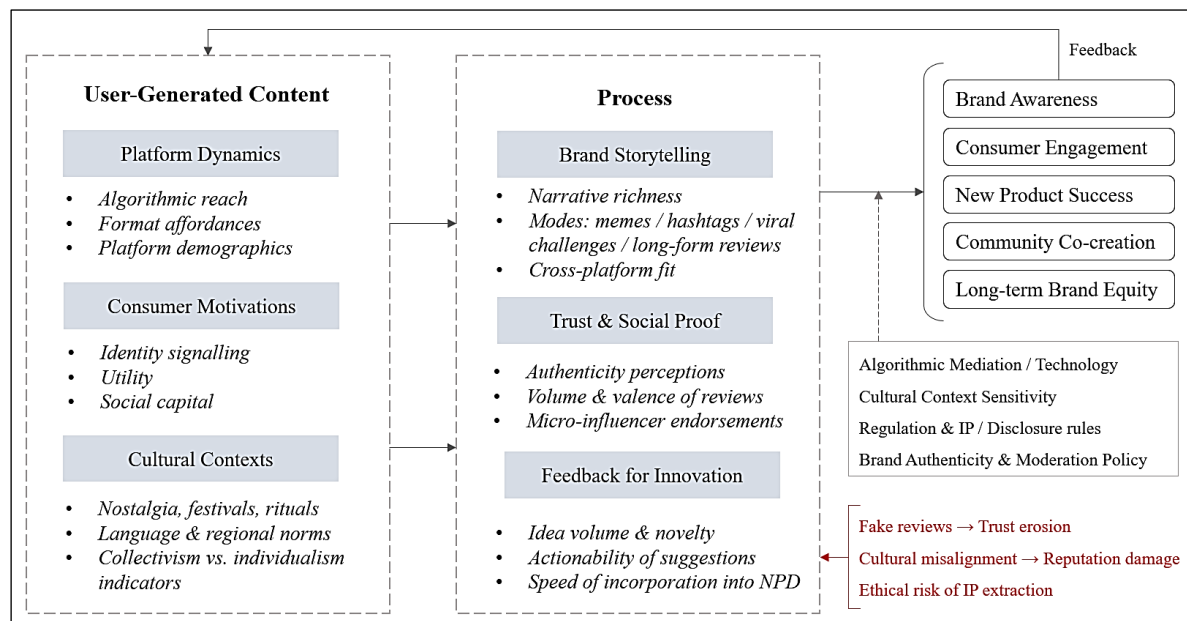 Feedback
User-Generated Content
Platform Dynamics
• Algorithmic reach
• Format affordances
• Platform demographics
Consumer Motivations
• Identity signalling
• Utility
• Social capital
Cultural Contexts
• Nostalgia, festivals, rituals
• Language & regional norms
• Collectivism vs. individualism
indicators
Process
Brand Storytelling
• Narrative richness
• Modes: memes / hashtags / viral
challenges / long-form reviews
• Cross-platform fit
Trust & Social Proof
• Authenticity perceptions
• Volume & valence of reviews
• Micro-influencer endorsements
Feedback for Innovation
• Idea volume & novelty
• Actionability of suggestions
• Speed of incorporation into NPD
Brand Awareness
Consumer Engagement
New Product Success
Community Co-creation
Long-term Brand Equity
Algorithmic Mediation / Technology
Cultural Context Sensitivity
Regulation & IP / Disclosure rules
Brand Authenticity & Moderation Policy
Fake reviews → Trust erosion
Cultural misalignment → Reputation damage
Ethical risk of IP extraction